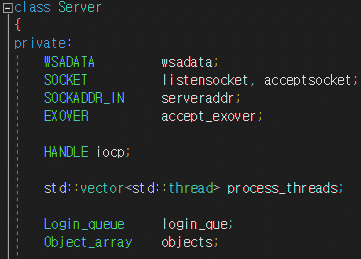 class Server
{
private:
WSADATA wsadata;
SOCKET listensocket, acceptsocket;
SOCKADDR_IN serveraddr;
EXOVER accept_exover;
HANDLE iocp;
std::vector<std::thread> process_threads;
Login_queue login_que;
Object_array objects;